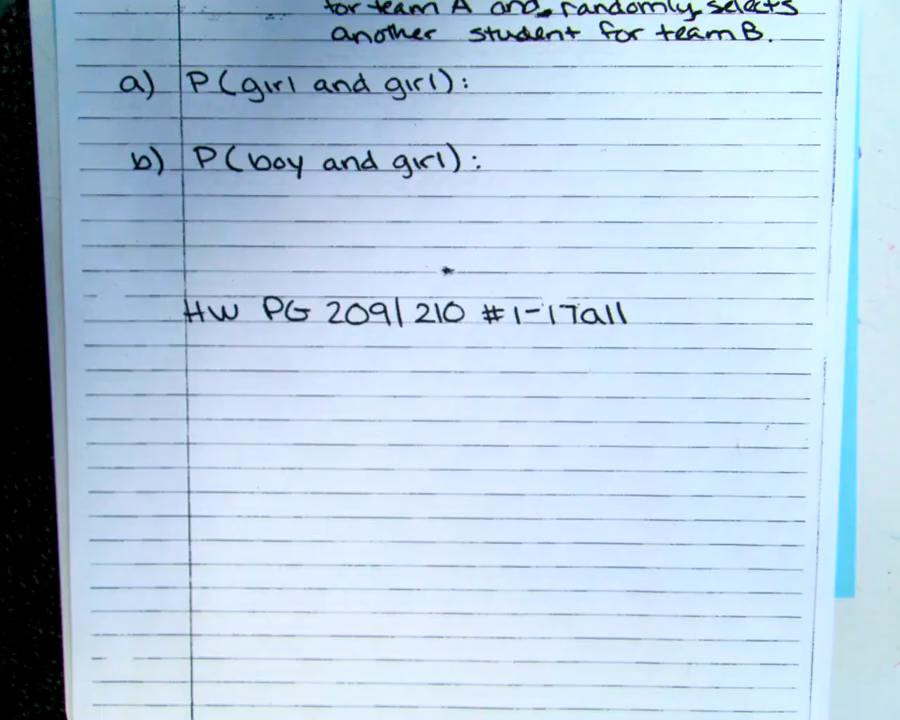 for team A and randomly selects
another student for team B.
a) P(girl and girl):
b) P(boy and girl):
HW PG 209/210 #1-17all